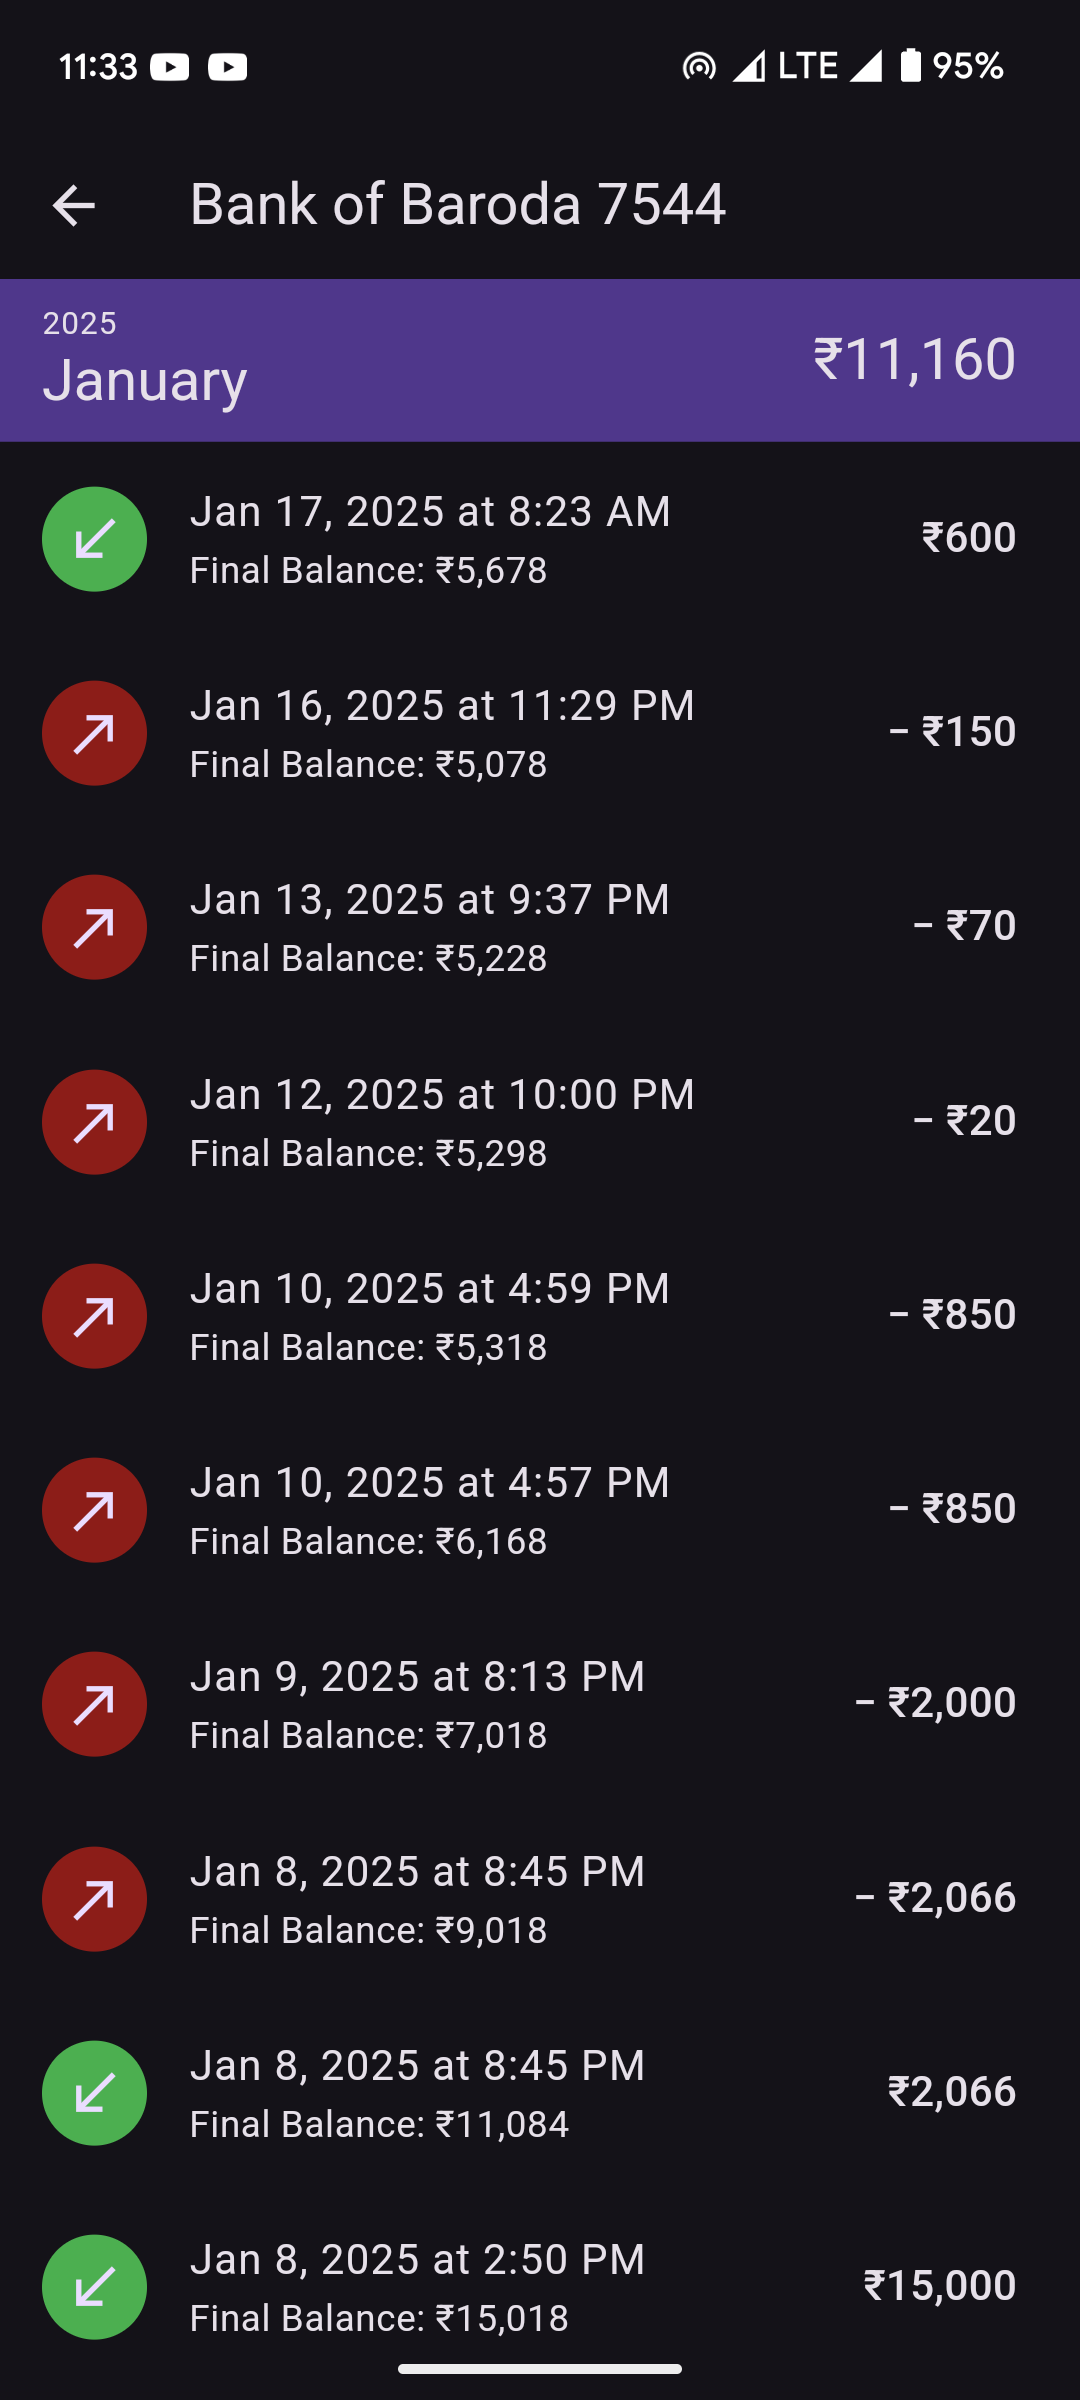 11:33 LTE 95%
Bank of Baroda 7544
2025
January ₹11,160
Jan 17, 2025 at 8:23 AM ₹600
Final Balance: ₹5,678
Jan 16, 2025 at 11:29 PM – ₹150
Final Balance: ₹5,078
Jan 13, 2025 at 9:37 PM – ₹70
Final Balance: ₹5,228
Jan 12, 2025 at 10:00 PM – ₹20
Final Balance: ₹5,298
Jan 10, 2025 at 4:59 PM – ₹850
Final Balance: ₹5,318
Jan 10, 2025 at 4:57 PM – ₹850
Final Balance: ₹6,168
Jan 9, 2025 at 8:13 PM – ₹2,000
Final Balance: ₹7,018
Jan 8, 2025 at 8:45 PM – ₹2,066
Final Balance: ₹9,018
Jan 8, 2025 at 8:45 PM ₹2,066
Final Balance: ₹11,084
Jan 8, 2025 at 2:50 PM ₹15,000
Final Balance: ₹15,018